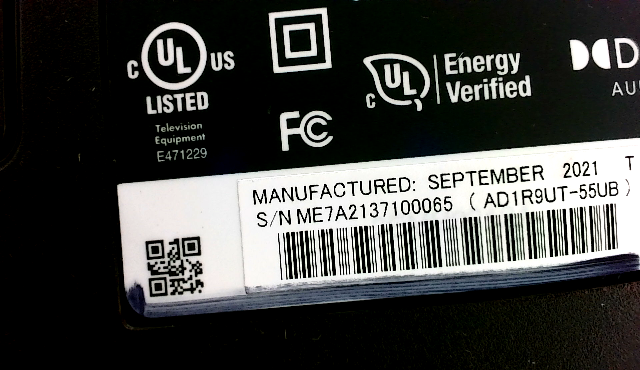 C UL US
LISTED
Television
Equipment
E471229
FC
C UL Energy
Verified
MANUFACTURED: SEPTEMBER 2021 T
S/N ME7A2137100065 ( AD1R9UT-55UB )